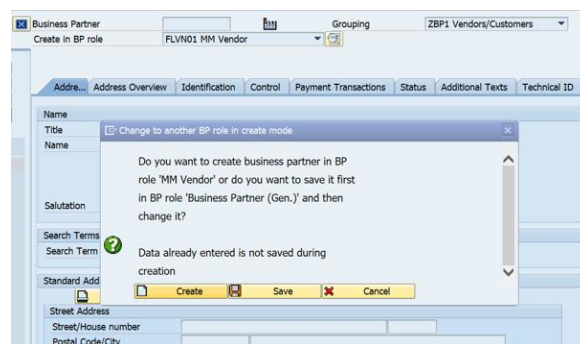 Business Partner Grouping ZBP1 Vendors/Customers
Create in BP role FLVN01 MM Vendor
Addre... Address Overview Identification Control Payment Transactions Status Additional Texts Technical ID
Name
Title
Change to another BP role in create mode
Name
Do you want to create business partner in BP
role 'MM Vendor' or do you want to save it first
in BP role 'Business Partner (Gen.)' and then
change it?
Salutation
Search Terms
Search Term
Data already entered is not saved during
creation
Standard Add
Create Save Cancel
Street Address
Street/House number
Postal Code/City